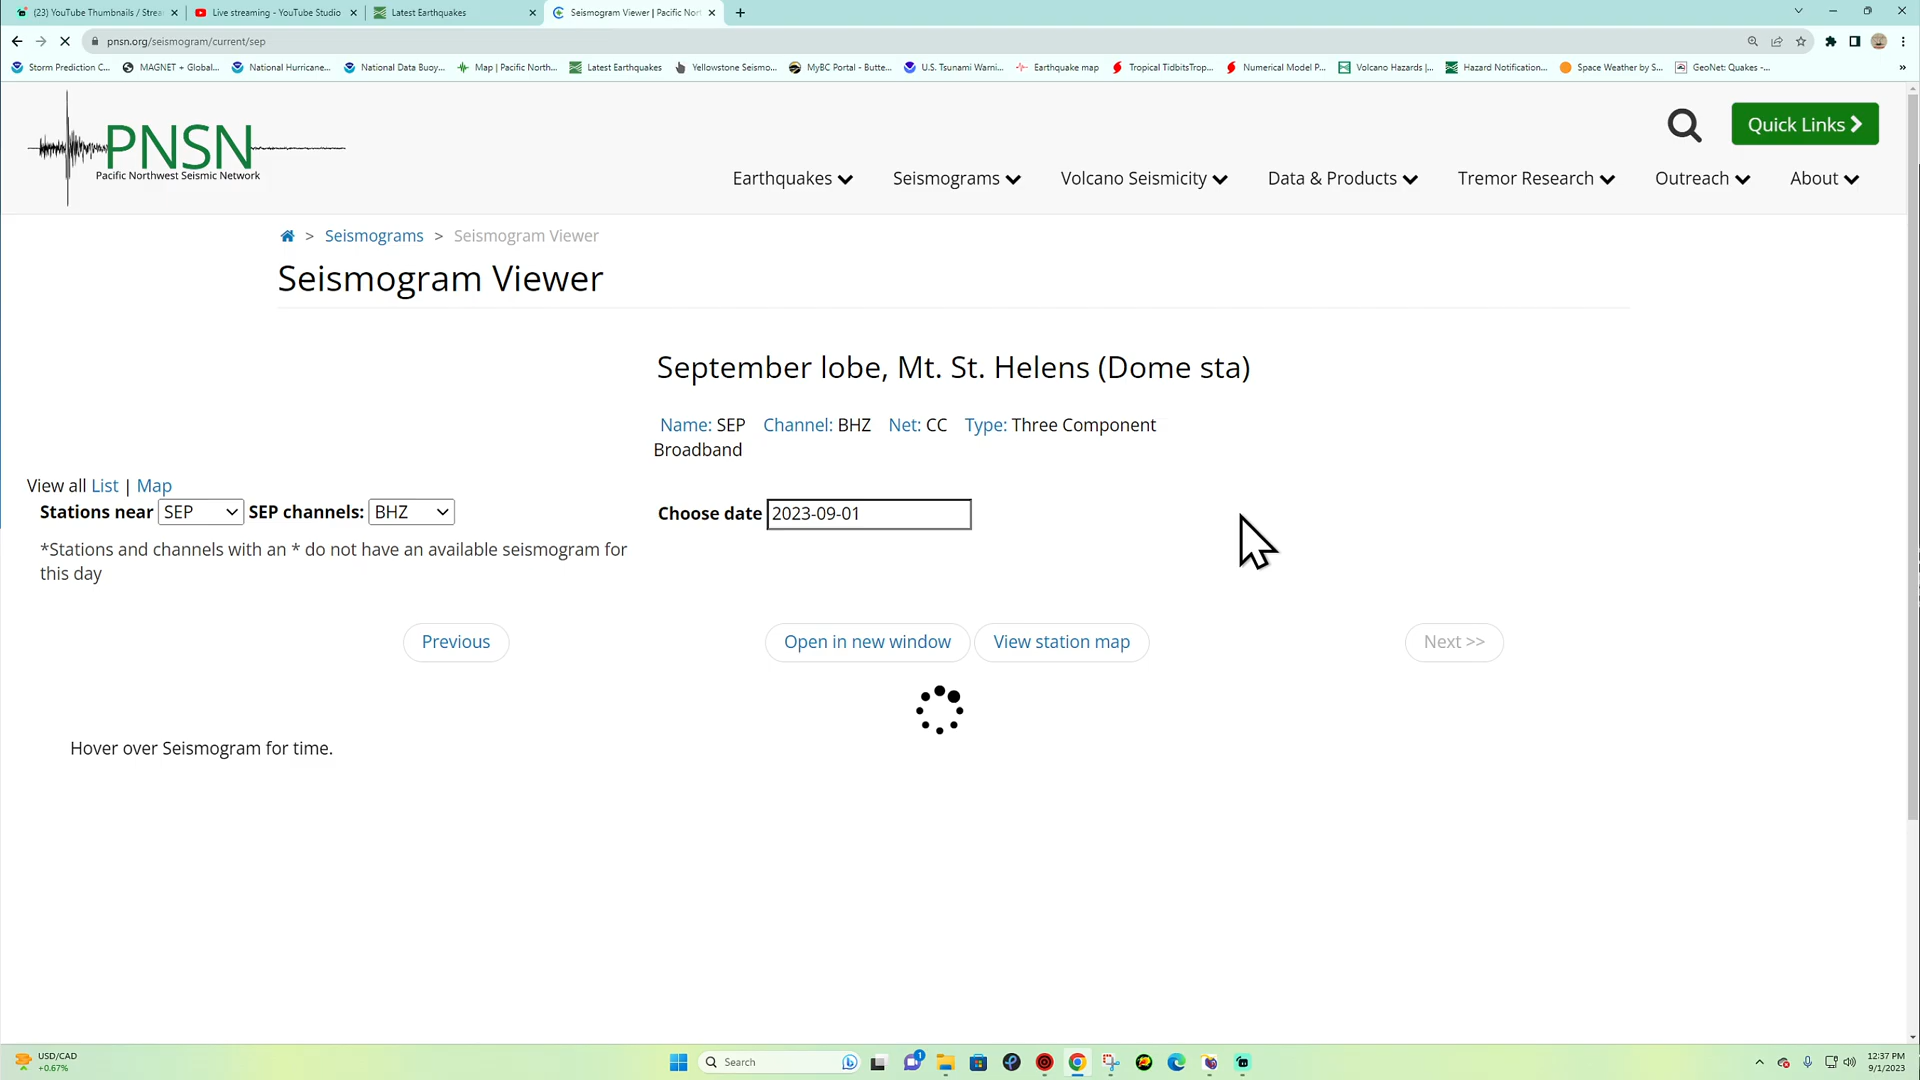 (23) YouTube Thumbnails / Strea
Live streaming - YouTube Studio
Latest Earthquakes
Seismogram Viewer | Pacific Nort
pnsn.org/seismogram/current/sep
Storm Prediction C...
MAGNET + Global...
National Hurricane...
National Data Buoy...
Map | Pacific North...
Latest Earthquakes
Yellowstone Seismo...
MyBC Portal - Butte...
U.S. Tsunami Warni...
Earthquake map
Tropical TidbitsTrop...
Numerical Model P...
Volcano Hazards |...
Hazard Notification...
Space Weather by S...
GeoNet: Quakes -...
»
PNSN
Pacific Northwest Seismic Network
Quick Links
Earthquakes
Seismograms
Volcano Seismicity
Data & Products
Tremor Research
Outreach
About
> Seismograms > Seismogram Viewer
Seismogram Viewer
September lobe, Mt. St. Helens (Dome sta)
Name: SEP Channel: BHZ Net: CC Type: Three Component
Broadband
View all List | Map
Stations near SEP SEP channels: BHZ
Choose date 2023-09-01
*Stations and channels with an * do not have an available seismogram for
this day
Previous
Open in new window
View station map
Next >>
Hover over Seismogram for time.
USD/CAD
+0.67%
Search
1
12:37 PM
9/1/2023